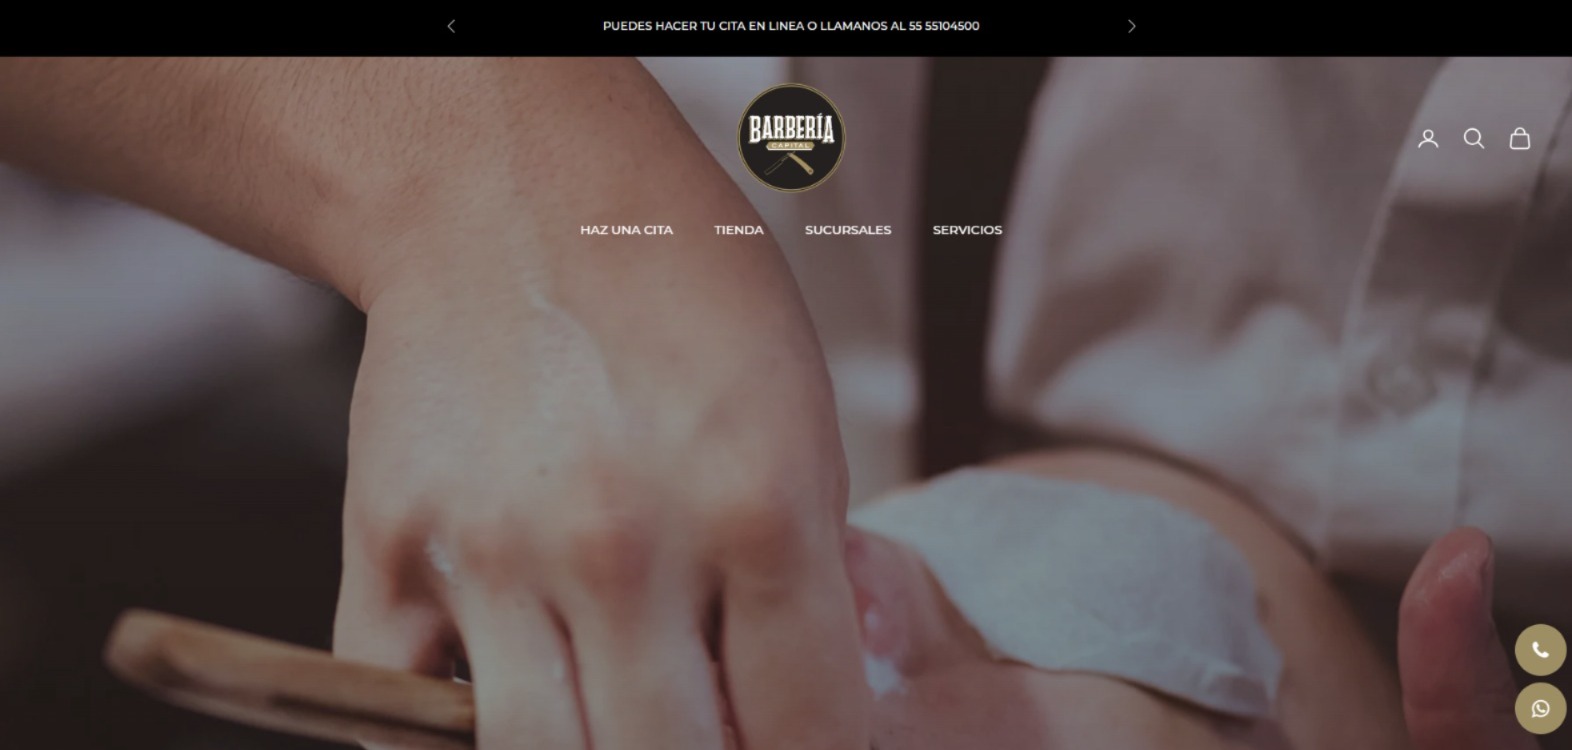 PUEDES HACER TU CITA EN LINEA O LLAMANOS AL 55 55104500
BARBERÍA
CAPITAL
HAZ UNA CITA TIENDA SUCURSALES SERVICIOS